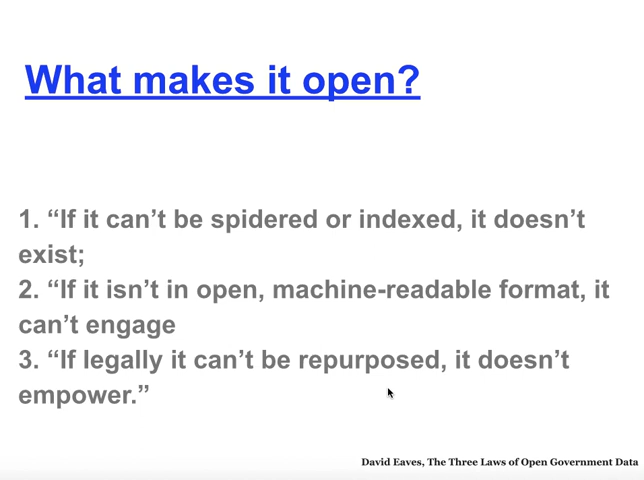 What makes it open?
1. “If it can’t be spidered or indexed, it doesn’t
exist;
2. “If it isn’t in open, machine-readable format, it
can’t engage
3. “If legally it can’t be repurposed, it doesn’t
empower.”
David Eaves, The Three Laws of Open Government Data